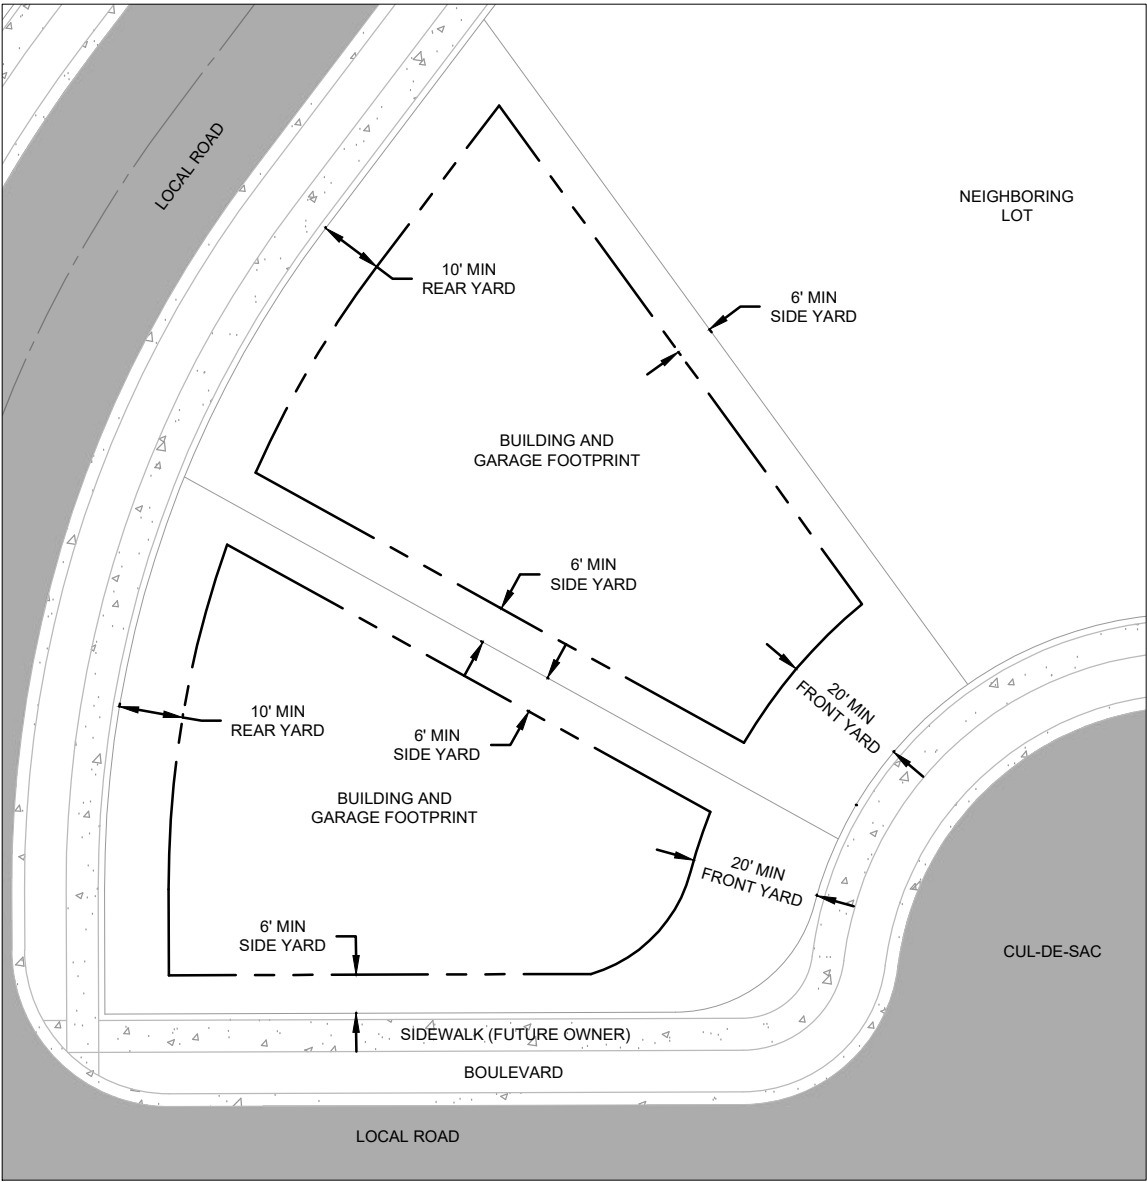 LOCAL ROAD
NEIGHBORING
LOT
10' MIN
REAR YARD
6' MIN
SIDE YARD
BUILDING AND
GARAGE FOOTPRINT
6' MIN
SIDE YARD
20' MIN
FRONT YARD
10' MIN
REAR YARD
6' MIN
SIDE YARD
BUILDING AND
GARAGE FOOTPRINT
20' MIN
FRONT YARD
6' MIN
SIDE YARD
CUL-DE-SAC
SIDEWALK (FUTURE OWNER)
BOULEVARD
LOCAL ROAD